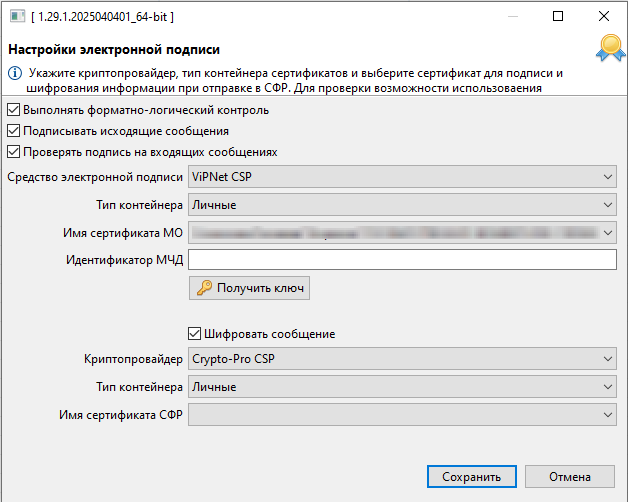 [ 1.29.1.2025040401_64-bit ]
Настройки электронной подписи
Укажите криптопровайдер, тип контейнера сертификатов и выберите сертификат для подписи и
шифрования информации при отправке в СФР. Для проверки возможности использоваения
Выполнять форматно-логический контроль
Подписывать исходящие сообщения
Проверять подпись на входящих сообщениях
Средство электронной подписи ViPNet CSP
Тип контейнера Личные
Имя сертификата МО
Идентификатор МЧД
Получить ключ
Шифровать сообщение
Криптопровайдер Crypto-Pro CSP
Тип контейнера Личные
Имя сертификата СФР
Сохранить Отмена